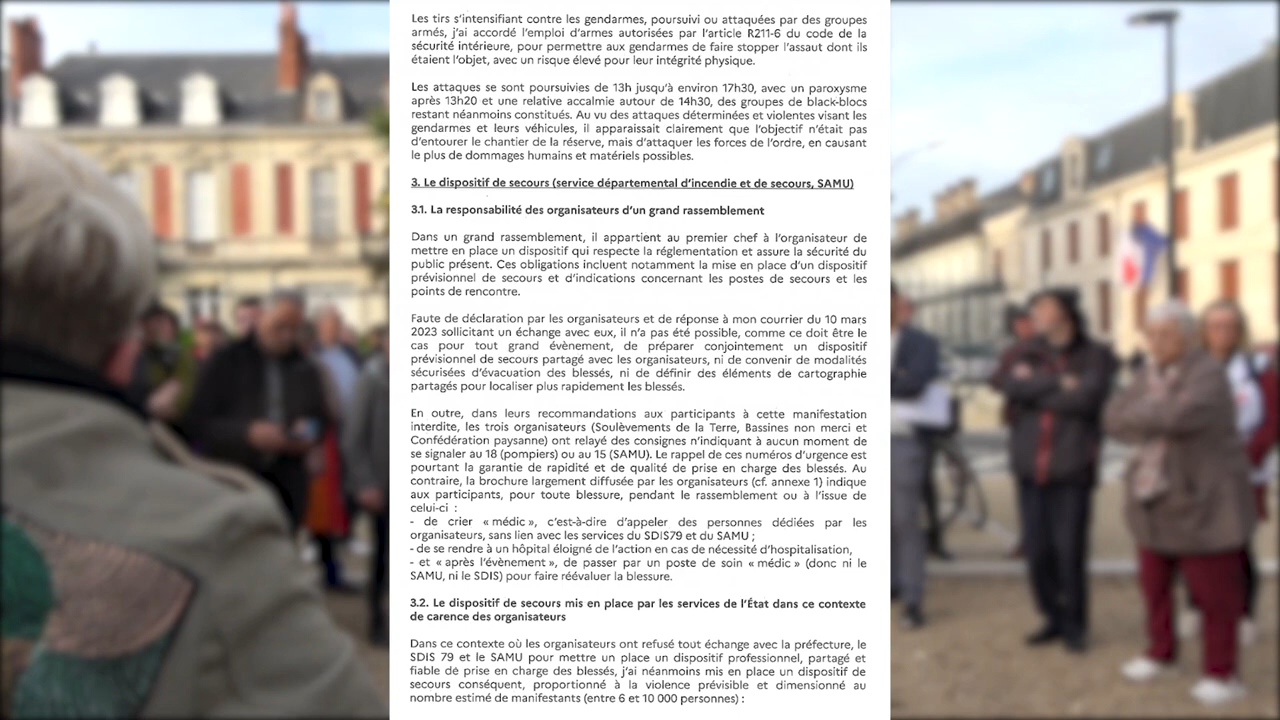 Les tirs s'intensifiant contre les gendarmes, poursuivi ou attaquées par des groupes
armés, j'ai accordé l'emploi d'armes autorisées par l'article R211-6 du code de la
sécurité intérieure, pour permettre aux gendarmes de faire stopper l'assaut dont ils
étaient l'objet, avec un risque élevé pour leur intégrité physique.
Les attaques se sont poursuivies de 13h jusqu'à environ 17h30, avec un paroxysme
après 13h20 et une relative accalmie autour de 14h30, des groupes de black-blocs
restant néanmoins constitués. Au vu des attaques déterminées et violentes visant les
gendarmes et leurs véhicules, il apparaissait clairement que l'objectif n'était pas
d'entourer le chantier de la réserve, mais d'attaquer les forces de l'ordre, en causant
le plus de dommages humains et matériels possibles.
3. Le dispositif de secours (service départemental d'incendie et de secours, SAMU)
3.1. La responsabilité des organisateurs d'un grand rassemblement
Dans un grand rassemblement, il appartient au premier chef à l'organisateur de
mettre en place un dispositif qui respecte la réglementation et assure la sécurité du
public présent. Ces obligations incluent notamment la mise en place d'un dispositif
prévisionnel de secours et d'indications concernant les postes de secours et les
points de rencontre.
Faute de déclaration par les organisateurs et de réponse à mon courrier du 10 mars
2023 sollicitant un échange avec eux, il n'a pas été possible, comme ce doit être le
cas pour tout grand évènement, de préparer conjointement un dispositif
prévisionnel de secours partagé avec les organisateurs, ni de convenir de modalités
sécurisées d'évacuation des blessés, ni de définir des éléments de cartographie
partagés pour localiser plus rapidement les blessés.
En outre, dans leurs recommandations aux participants à cette manifestation
interdite, les trois organisateurs (Soulèvements de la Terre, Bassines non merci et
Confédération paysanne) ont relayé des consignes n'indiquant à aucun moment de
se signaler au 18 (pompiers) ou au 15 (SAMU). Le rappel de ces numéros d'urgence est
pourtant la garantie de rapidité et de qualité de prise en charge des blessés. Au
contraire, la brochure largement diffusée par les organisateurs (cf. annexe 1) indique
aux participants, pour toute blessure, pendant le rassemblement ou à l'issue de
celui-ci :
- de crier « médic », c'est-à-dire d'appeler des personnes dédiées par les
organisateurs, sans lien avec les services du SDIS79 et du SAMU ;
- de se rendre à un hôpital éloigné de l'action en cas de nécessité d'hospitalisation,
- et « après l'évènement », de passer par un poste de soin « médic » (donc ni le
SAMU, ni le SDIS) pour faire réévaluer la blessure.
3.2. Le dispositif de secours mis en place par les services de l'État dans ce contexte
de carence des organisateurs
Dans ce contexte où les organisateurs ont refusé tout échange avec la préfecture, le
SDIS 79 et le SAMU pour mettre un place un dispositif professionnel, partagé et
fiable de prise en charge des blessés, j'ai néanmoins mis en place un dispositif de
secours conséquent, proportionné à la violence prévisible et dimensionné au
nombre estimé de manifestants (entre 6 et 10 000 personnes) :